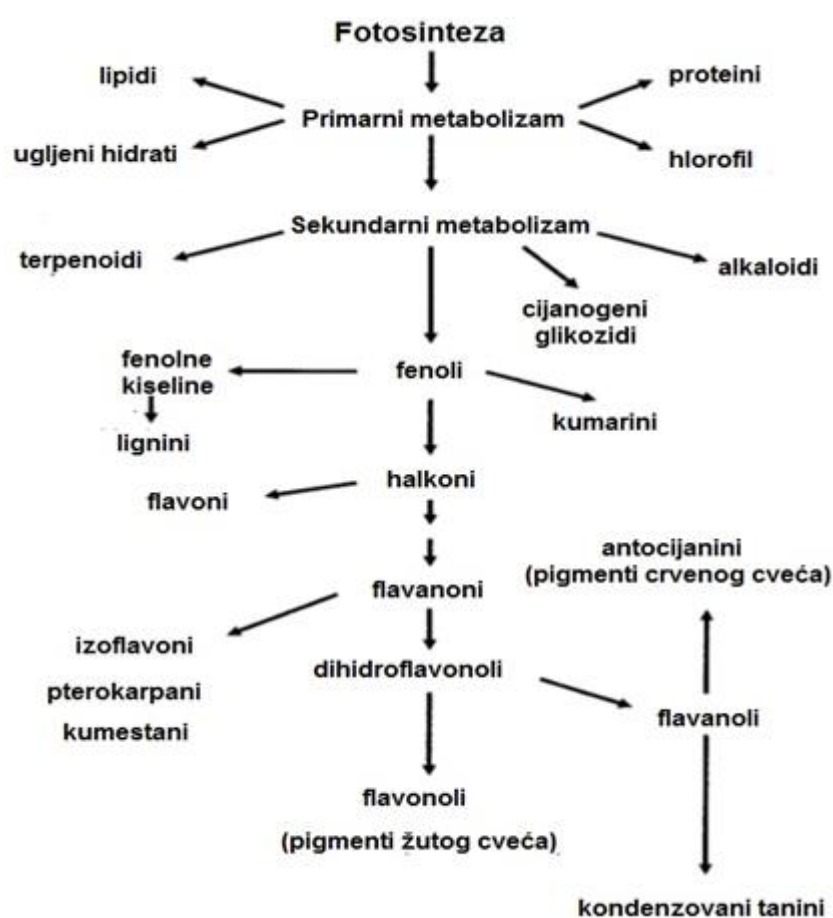 Fotosinteza
lipidi
proteini
Primarni metabolizam
ugljeni hidrati
hlorofil
Sekundarni metabolizam
terpenoidi
alkaloidi
cijanogeni
glikozidi
fenolne
kiseline
fenoli
kumarini
lignini
halkoni
flavoni
antocijanini
(pigmenti crvenog cveća)
flavanoni
izoflavoni
dihidroflavonoli
pterokarpani
flavanoli
kumestani
flavonoli
(pigmenti žutog cveća)
kondenzovani tanini